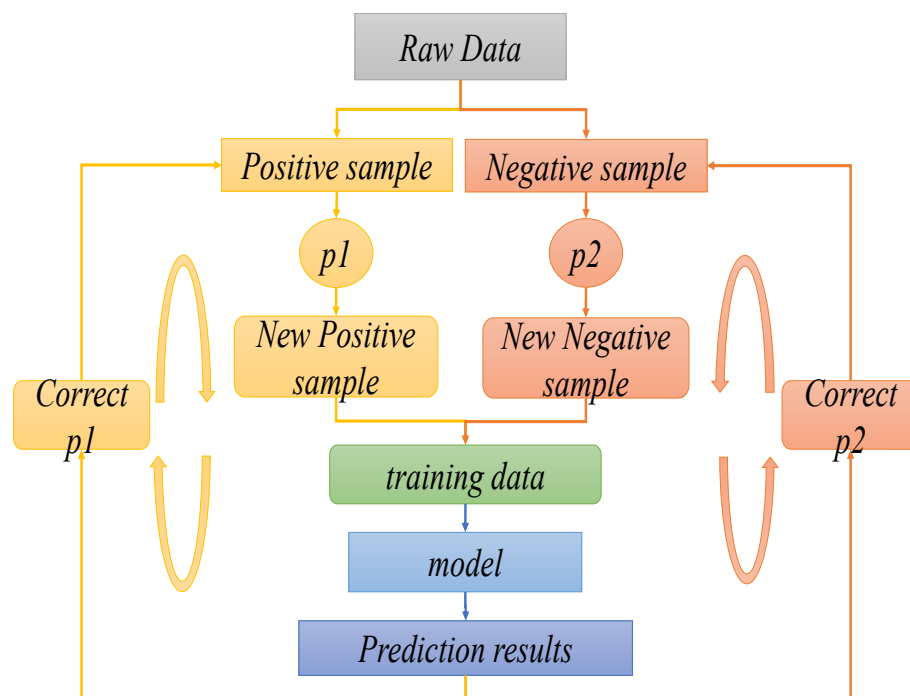 Raw Data
Positive sample
Negative sample
p1
p2
New Positive
sample
New Negative
sample
Correct
p1
Correct
p2
training data
model
Prediction results